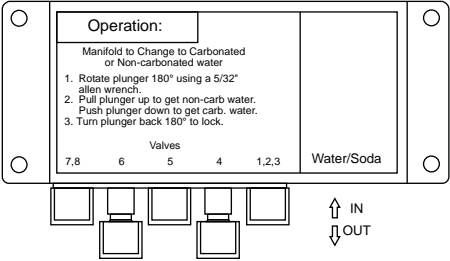 Operation:
Manifold to Change to Carbonated
or Non-carbonated water
1. Rotate plunger 180° using a 5/32"
allen wrench.
2. Pull plunger up to get non-carb water.
Push plunger down to get carb. water.
3. Turn plunger back 180° to lock.
Valves
7,8 6 5 4 1,2,3 Water/Soda
IN
OUT